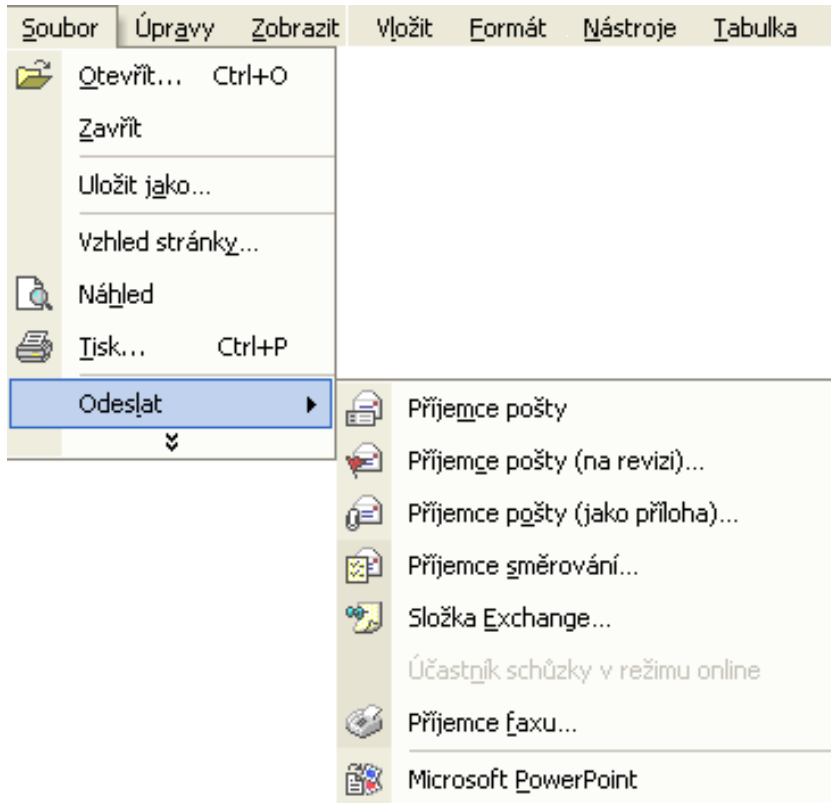 Soubor Úpravy Zobrazit Vložit Formát Nástroje Tabulka
Otevřít... Ctrl+O
Zavřít
Uložit jako...
Vzhled stránky...
Náhled
Tisk... Ctrl+P
Odeslat
Příjemce pošty
Příjemce pošty (na revizi)...
Příjemce pošty (jako příloha)...
Příjemce směrování...
Složka Exchange...
Účastník schůzky v režimu online
Příjemce faxu...
Microsoft PowerPoint